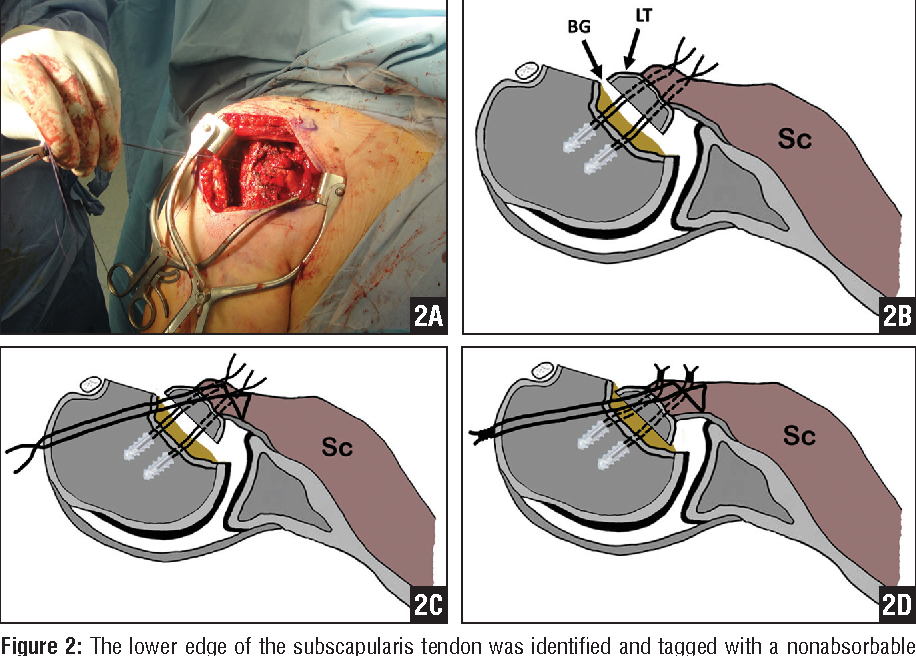 2A
BG
LT
Sc
2B
Sc
2C
Sc
2D
Figure 2: The lower edge of the subscapularis tendon was identified and tagged with a nonabsorbable